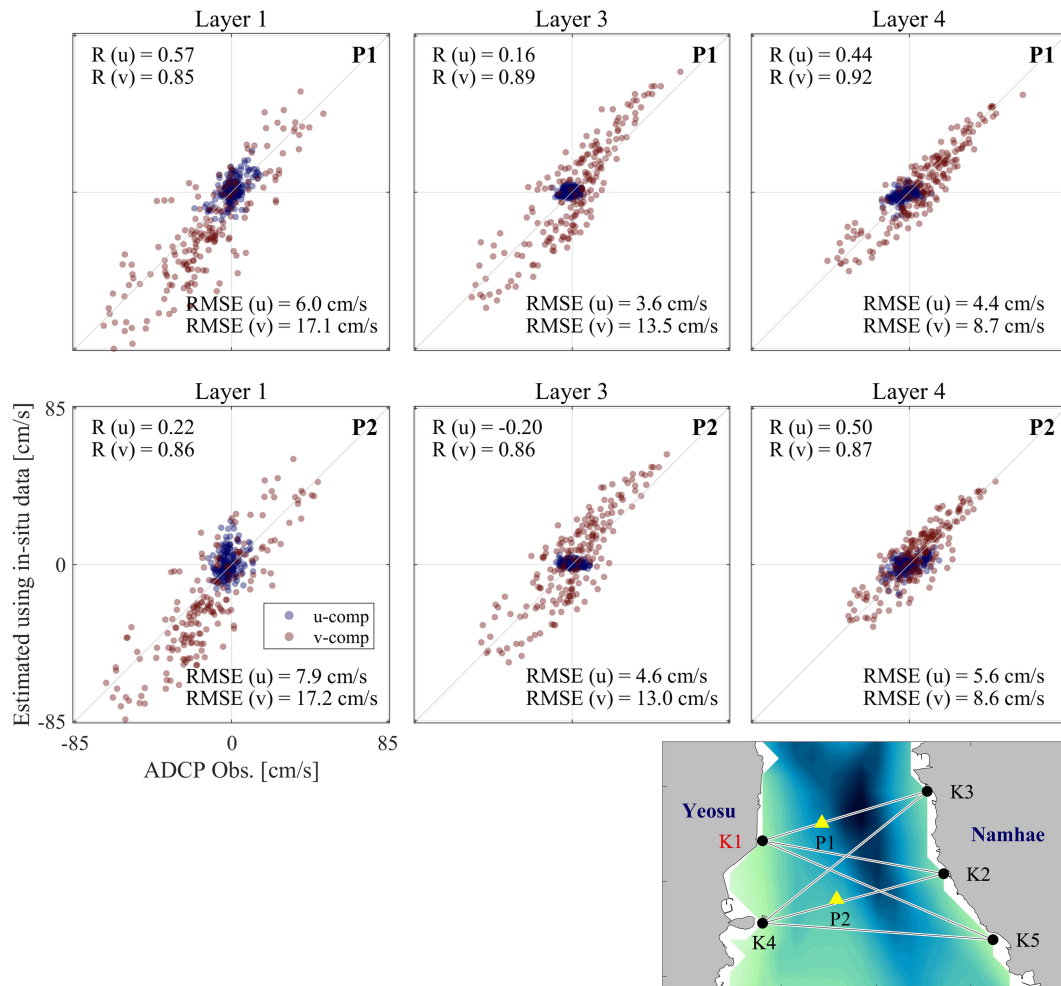 Layer 1
R (u) = 0.57
R (v) = 0.85
P1
RMSE (u) = 6.0 cm/s
RMSE (v) = 17.1 cm/s
Layer 3
R (u) = 0.16
R (v) = 0.89
P1
RMSE (u) = 3.6 cm/s
RMSE (v) = 13.5 cm/s
Layer 4
R (u) = 0.44
R (v) = 0.92
P1
RMSE (u) = 4.4 cm/s
RMSE (v) = 8.7 cm/s
Estimated using in-situ data [cm/s]
Layer 1
85
0
-85
R (u) = 0.22
R (v) = 0.86
P2
u-comp
v-comp
RMSE (u) = 7.9 cm/s
RMSE (v) = 17.2 cm/s
-85
0
85
ADCP Obs. [cm/s]
Layer 3
R (u) = -0.20
R (v) = 0.86
P2
RMSE (u) = 4.6 cm/s
RMSE (v) = 13.0 cm/s
Layer 4
R (u) = 0.50
R (v) = 0.87
P2
RMSE (u) = 5.6 cm/s
RMSE (v) = 8.6 cm/s
K3
Yeosu
Namhae
K1
P1
K2
P2
K4
K5